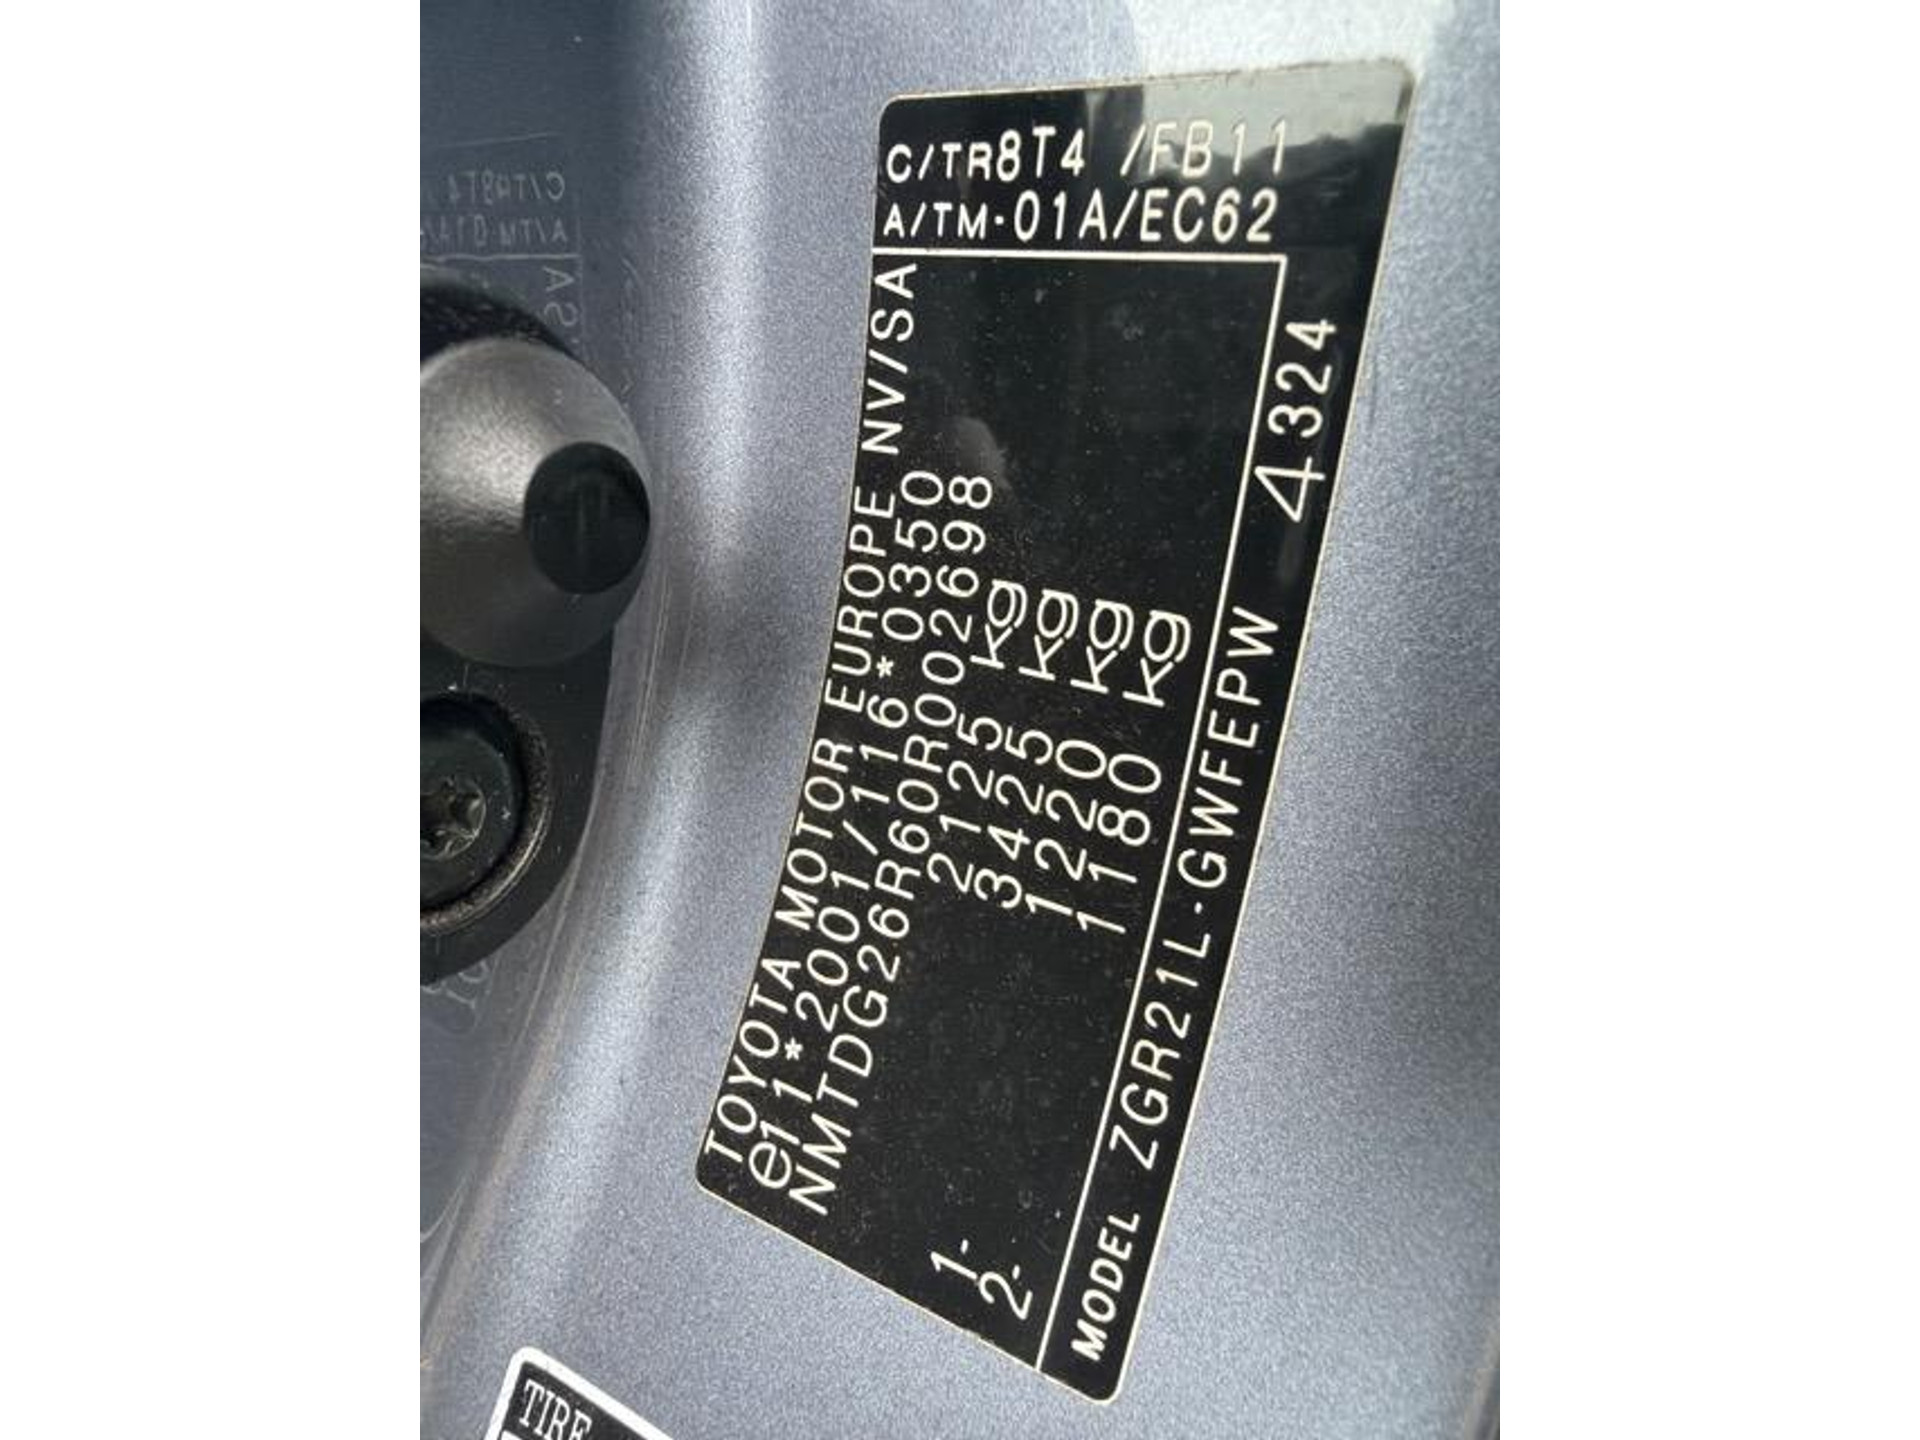 TOYOTA MOTOR EUROPE NV/SA
e11*2001/116*0350
NMTDG26R60R002698
2125 kg
3425 kg
1- 1220 kg
2- 1180 kg
MODEL ZGR21L-GWFEPW 4324
C/TR8T4 /FB11
A/TM-01A/EC62
TIRE